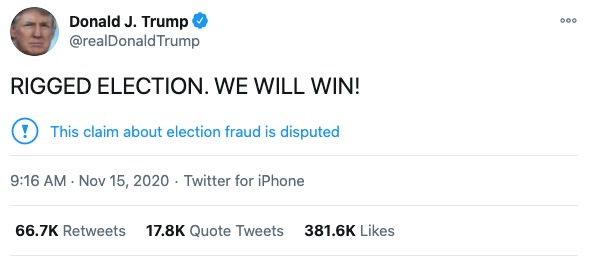 Donald J. Trump
@realDonaldTrump
RIGGED ELECTION. WE WILL WIN!
This claim about election fraud is disputed
9:16 AM · Nov 15, 2020 · Twitter for iPhone
66.7K Retweets 17.8K Quote Tweets 381.6K Likes